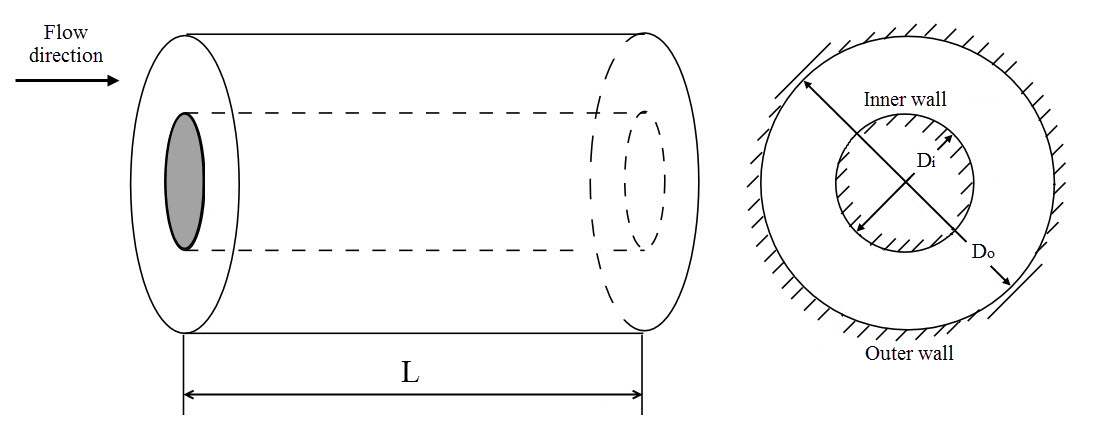 Flow
direction
L
Inner wall
Di
Do
Outer wall